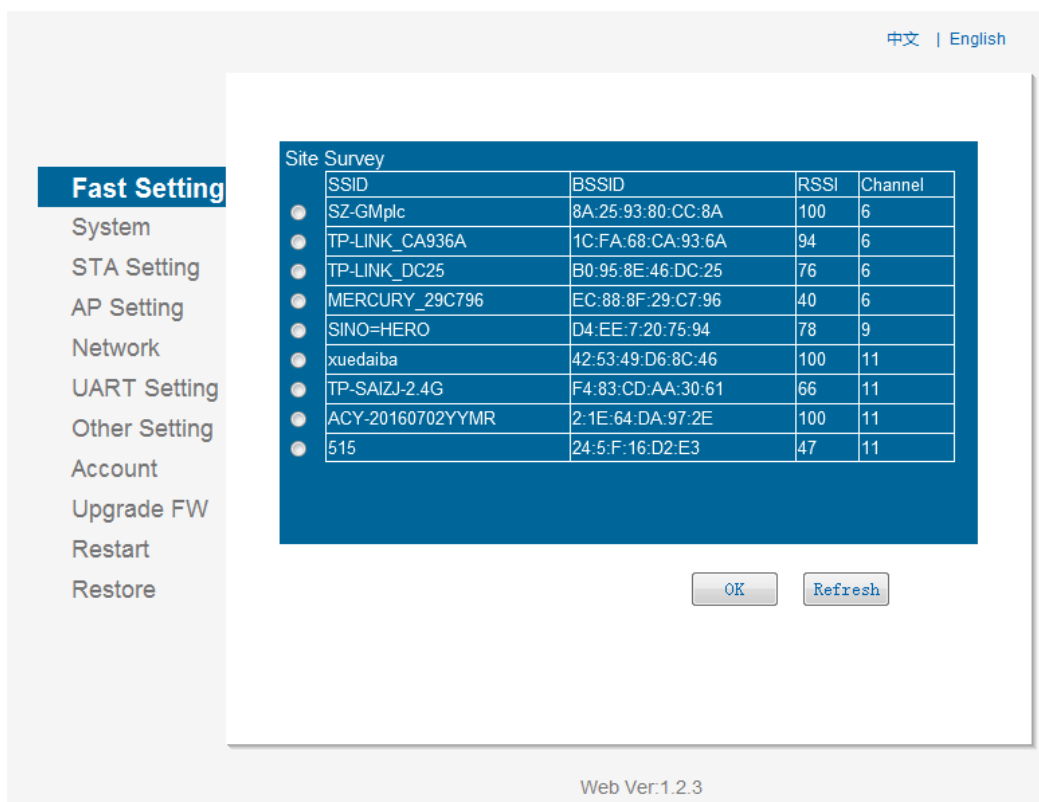 中文 | English
Site Survey
SSID BSSID RSSI Channel
SZ-GMplc 8A:25:93:80:CC:8A 100 6
TP-LINK_CA936A 1C:FA:68:CA:93:6A 94 6
TP-LINK_DC25 B0:95:8E:46:DC:25 76 6
MERCURY_29C796 EC:88:8F:29:C7:96 40 6
SINO=HERO D4:EE:7:20:75:94 78 9
xuedaiba 42:53:49:D6:8C:46 100 11
TP-SAIZJ-2.4G F4:83:CD:AA:30:61 66 11
ACY-20160702YYMR 2:1E:64:DA:97:2E 100 11
515 24:5:F:16:D2:E3 47 11
OK Refresh
Fast Setting
System
STA Setting
AP Setting
Network
UART Setting
Other Setting
Account
Upgrade FW
Restart
Restore
Web Ver:1.2.3